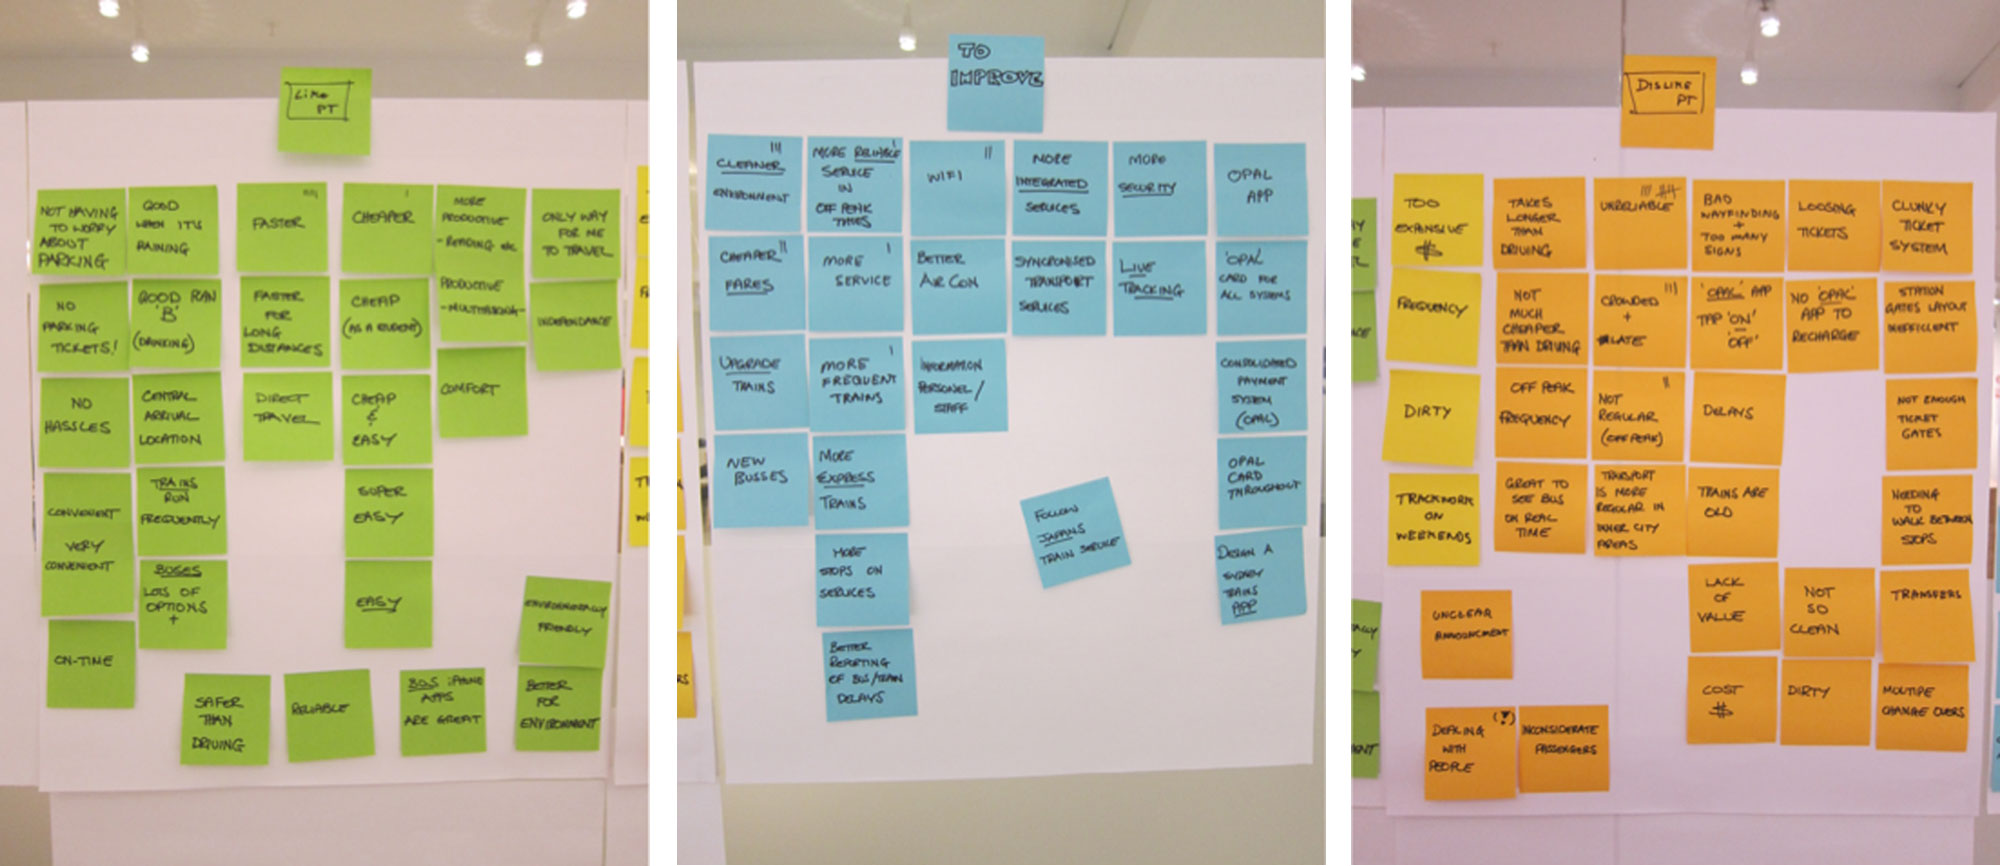 LIKE
PT
NOT HAVING
TO WORRY
ABOUT
PARKING
GOOD
WHEN IT'S
RAINING
FASTER
CHEAPER
MORE
PRODUCTIVE
- READING etc
PRODUCTIVE
- MULTITASKING -
ONLY WAY
FOR ME
TO TRAVEL
NO
PARKING
TICKETS!
GOOD PLAN
'B'
(DRINKING)
FASTER
FOR
LONG
DISTANCES
CHEAP
(AS A STUDENT)
INDEPENDANCE
NO
HASSLES
CENTRAL
ARRIVAL
LOCATION
DIRECT
TRAVEL
CHEAP
&
EASY
COMFORT
CONVENIENT
VERY
CONVENIENT
TRAINS
RUN
FREQUENTLY
SUPER
EASY
BUSES
LOTS OF
OPTIONS
+
EASY
ENVIRONMENTALLY
FRIENDLY
ON-TIME
SAFER
THAN
DRIVING
RELIABLE
BUS iPHONE
APPS
ARE GREAT
BETTER
FOR
ENVIRONMENT
TO
IMPROVE
CLEANER
ENVIRONMENT
MORE RELIABLE
SERVICE
IN
OFF PEAK
TIMES
WIFI
MORE
INTEGRATED
SERVICES
MORE
SECURITY
OPAL
APP
CHEAPER
FARES
MORE
SERVICE
BETTER
AIR CON
SYNCRONISED
TRANSPORT
SERVICES
LIVE
TRACKING
'OPAL
CARD FOR
ALL SYSTEMS
UPGRADE
TRAINS
MORE
FREQUENT
TRAINS
INFORMATION
PERSONEL/
STAFF
CONSOLIDATED
PAYMENT
SYSTEM
(OPAL)
NEW
BUSSES
MORE
EXPRESS
TRAINS
OPAL
CARD
THROUGHOUT
FOLLOW
JAPANS
TRAIN SERVICE
MORE
STOPS ON
SERVICES
DESIGN A
SYDNEY
TRAINS
APP
BETTER
REPORTING
OF BUS/TRAIN
DELAYS
DISLIKE
PT
TOO
EXPANSIVE
$
TAKES
LONGER
THAN
DRIVING
UNRELIABLE
BAD
WAYFINDING
+
TOO MANY
SIGNS
LOOSING
TICKETS
CLUNKY
TICKET
SYSTEM
FREQUENCY
NOT
MUCH
CHEAPER
THAN DRIVING
CROWDED
+
LATE
'OPAL' APP
TAP 'ON'
'OFF'
NO 'OPAL'
APP TO
RECHARGE
STATION
GATES LAYOUT
INEFFICIENT
DIRTY
OFF PEAK
FREQUENCY
NOT
REGULAR
(OFF PEAK)
DELAYS
NOT ENOUGH
TICKET
GATES
TRACKWORK
ON
WEEKENDS
GREAT TO
SEE BUS
ON REAL
TIME
TRANSPORT
IS MORE
REGULAR IN
INNER CITY
AREAS
TRAINS ARE
OLD
NEEDING
TO
WALK BETWEEN
STOPS
UNCLEAR
ANNOUNCMENT
LACK
OF
VALUE
NOT
SO
CLEAN
TRANSFERS
DEALING
WITH
PEOPLE
INCONSIDERATE
PASSENGERS
COST
$
DIRTY
MULTIPLE
CHANGE OVERS